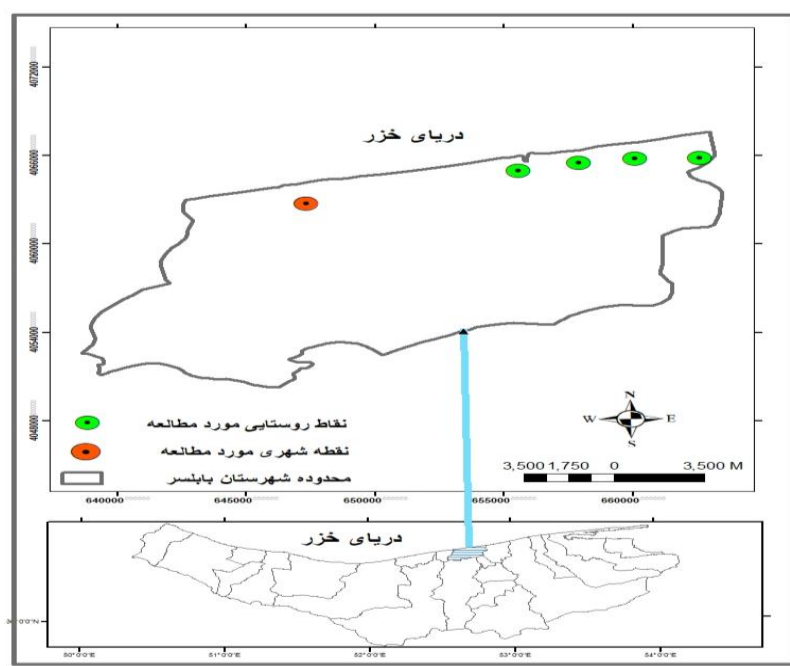 دریای خزر
4072000
4066000
4060000
4054000
4048000
نقاط روستایی مورد مطالعه
نقطه شهری مورد مطالعه
محدوده شهرستان بابلسر
N
W E
S
3,500 1,750 0 3,500 M
640000 645000 650000 655000 660000
دریای خزر
50°0'0"E 51°0'0"E 52°0'0"E 53°0'0"E 54°0'0"E